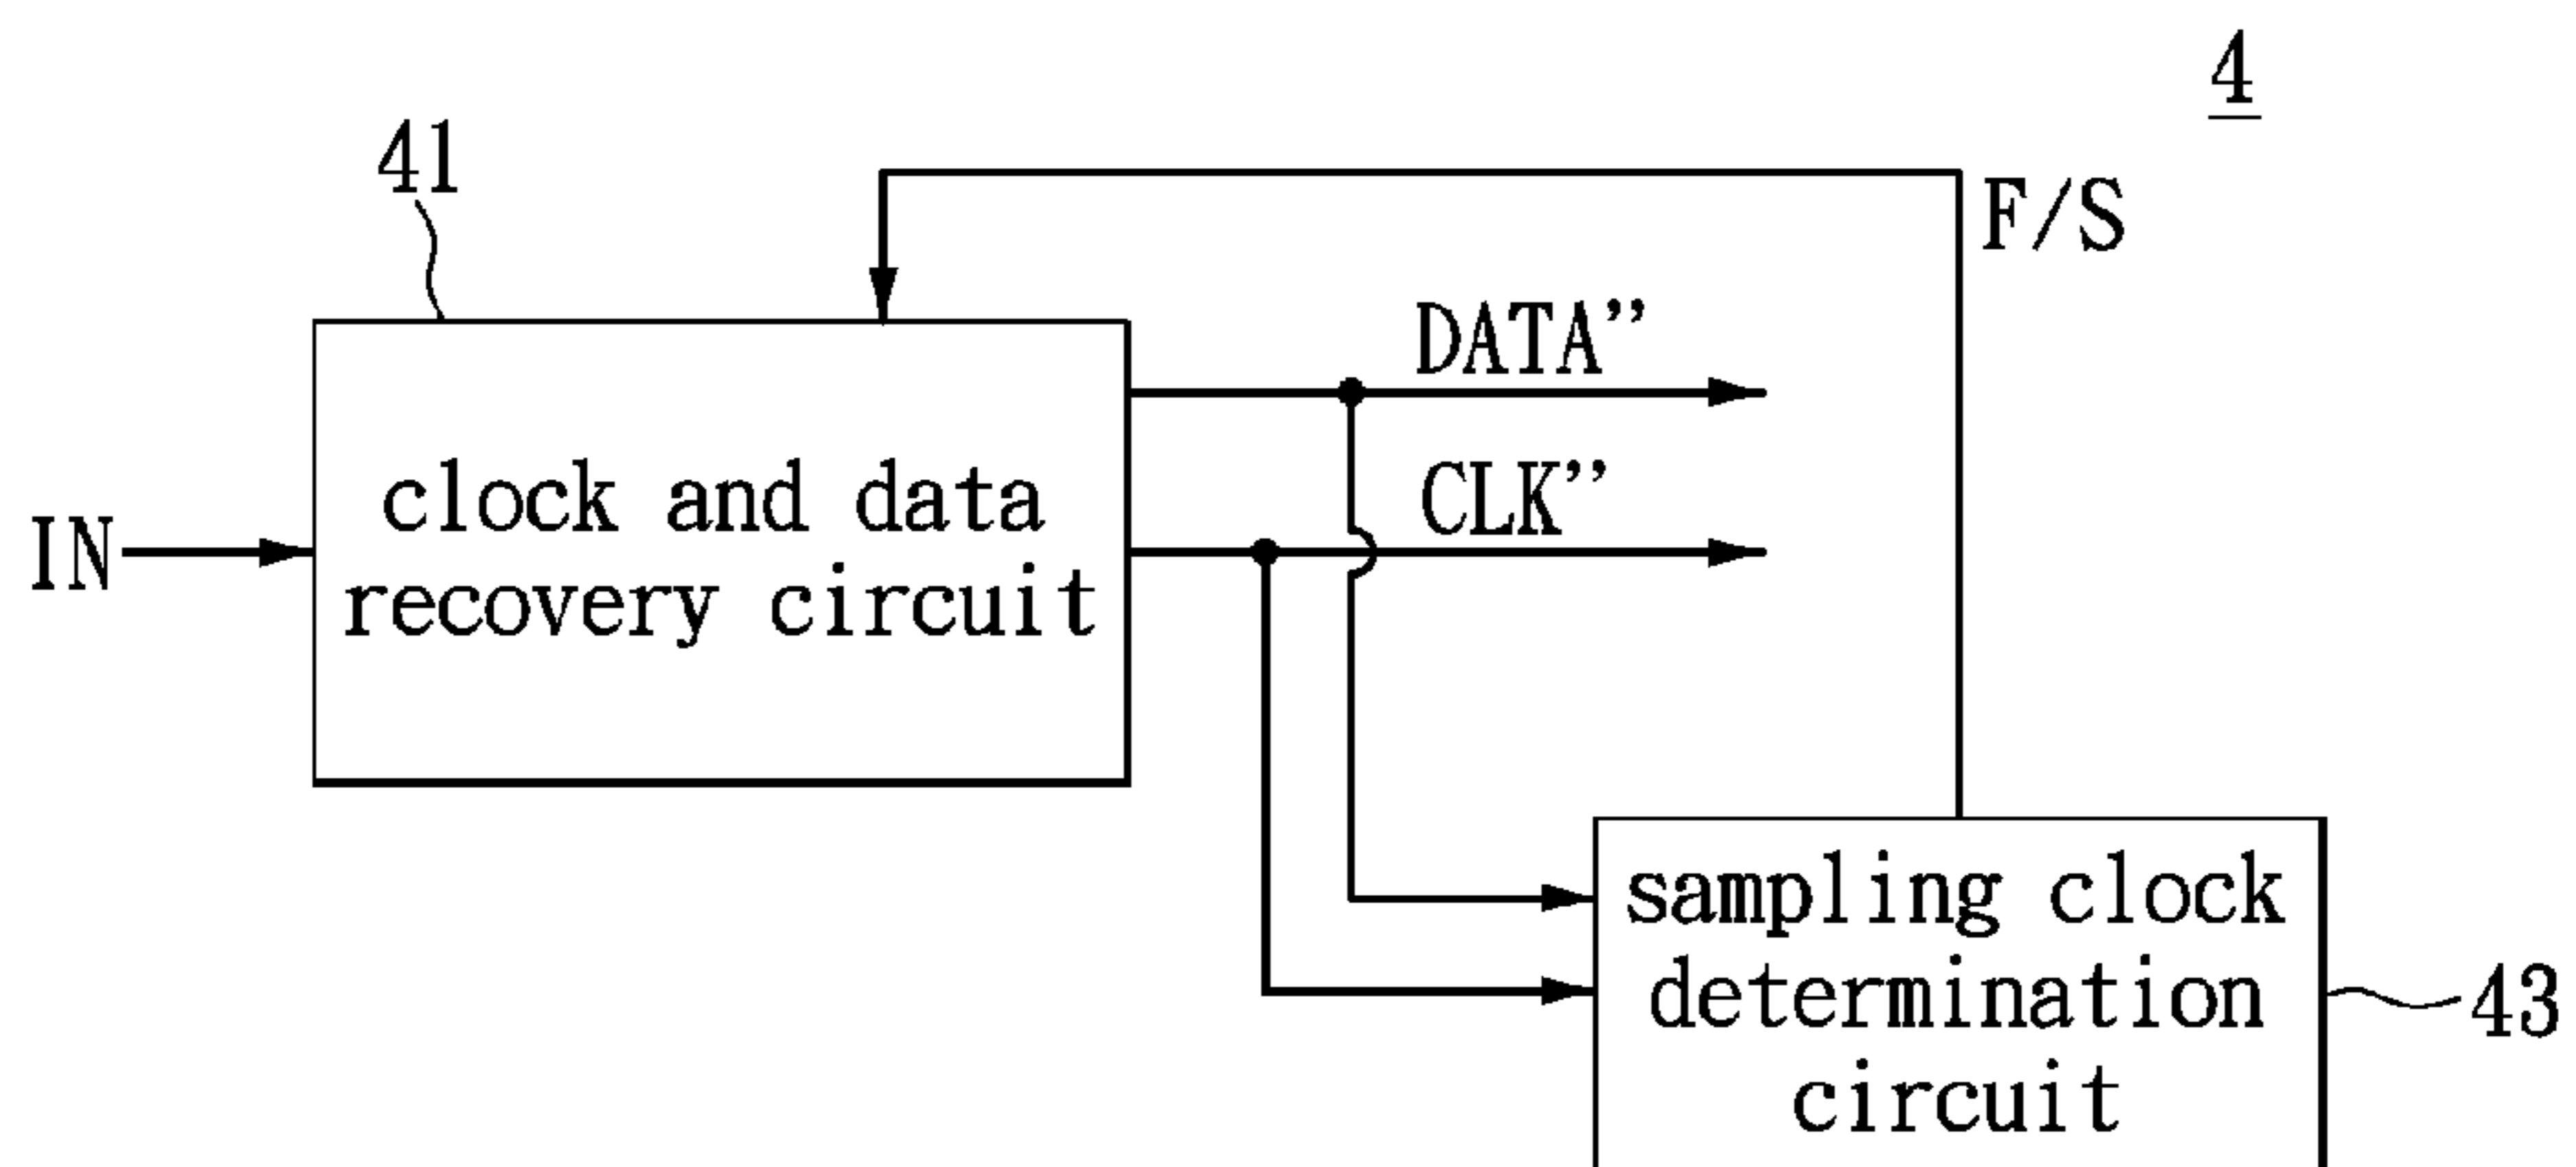 4
41
F/S
DATA’’
CLK’’
IN
clock and data
recovery circuit
sampling clock
determination
circuit
43